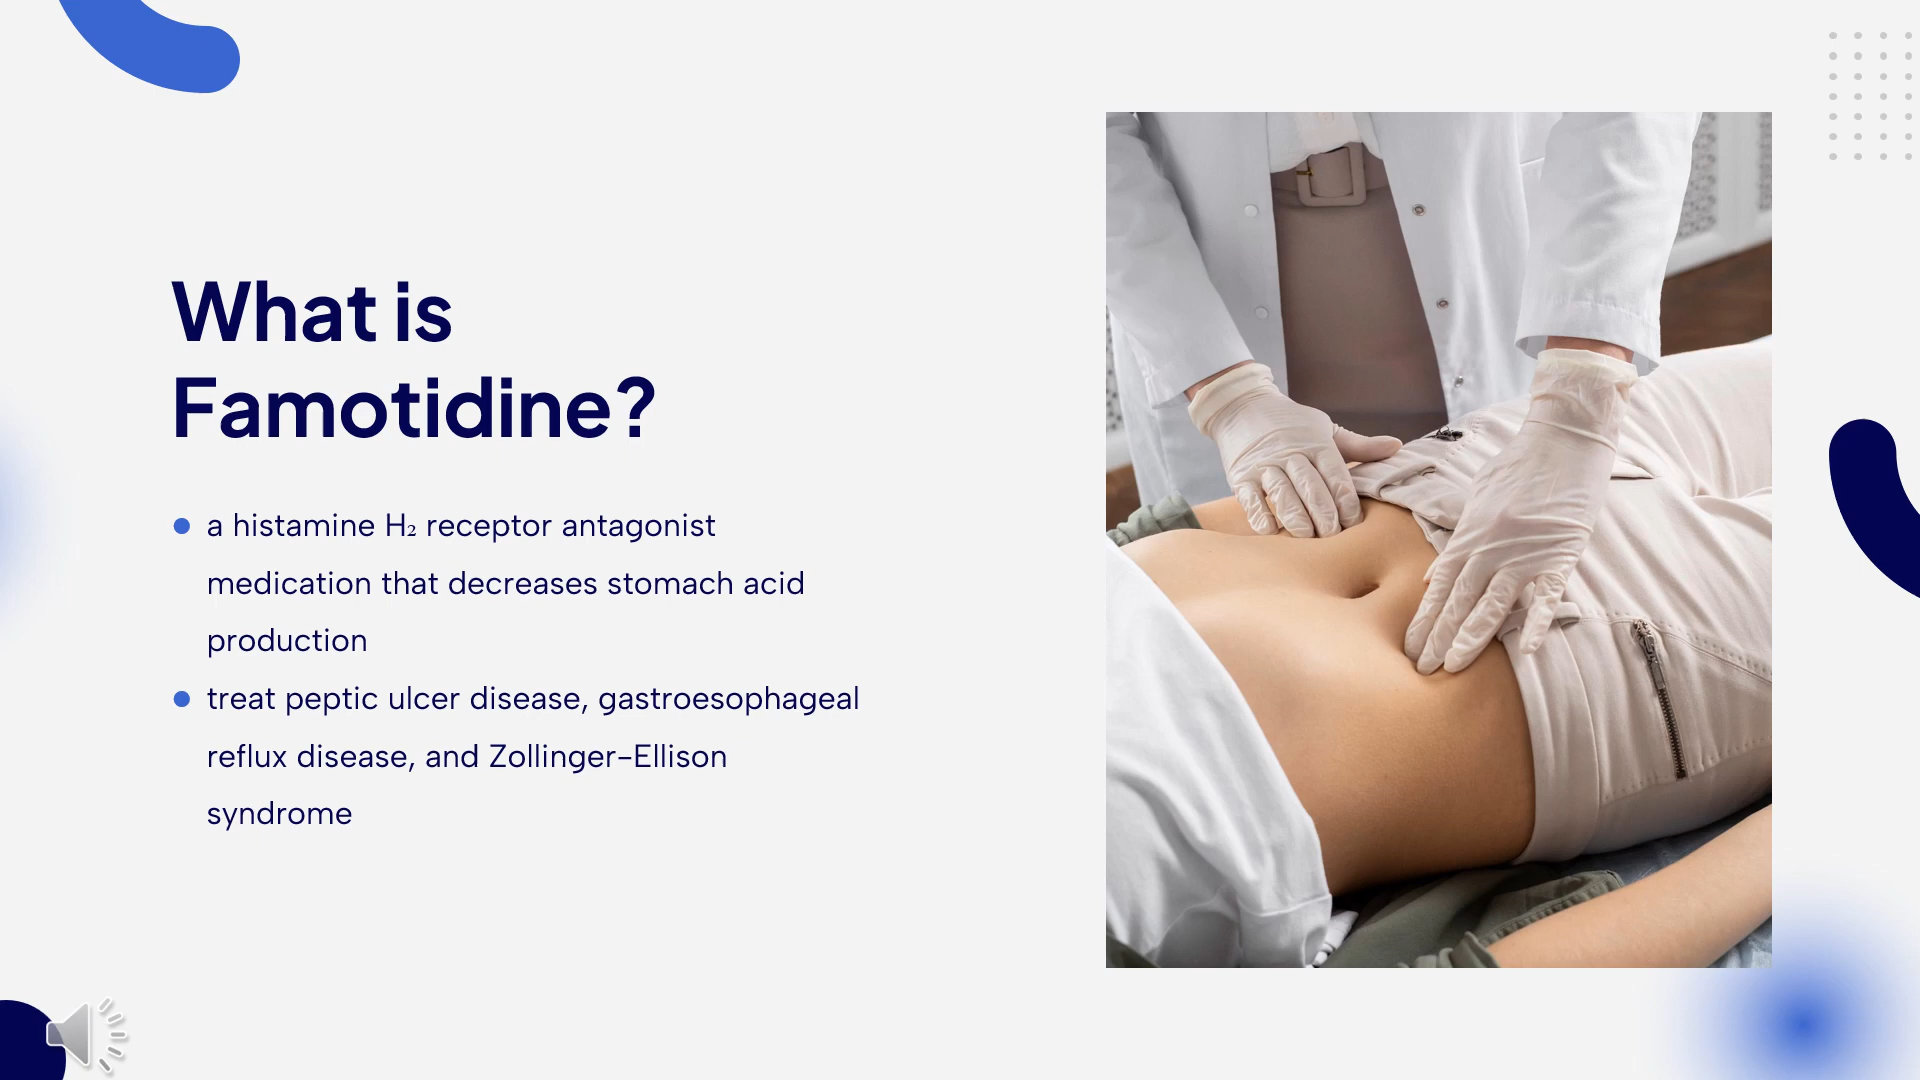 What is
Famotidine?
a histamine H₂ receptor antagonist
medication that decreases stomach acid
production
treat peptic ulcer disease, gastroesophageal
reflux disease, and Zollinger–Ellison
syndrome